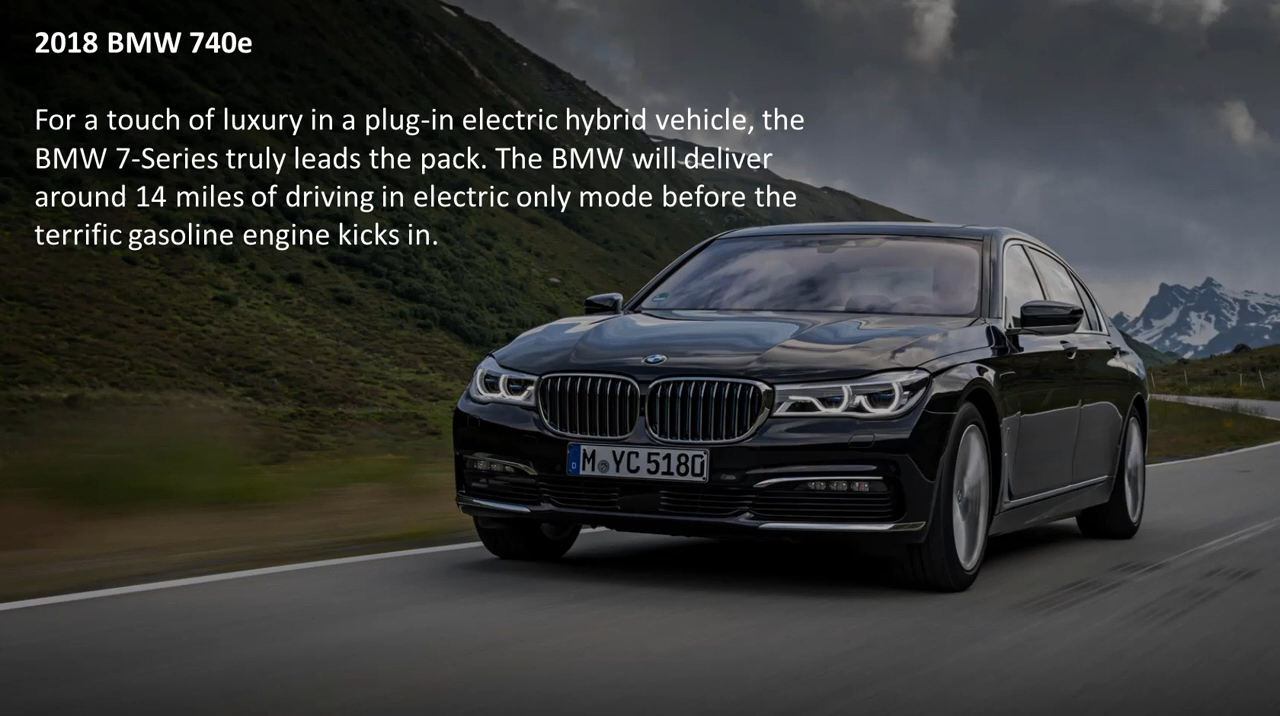 2018 BMW 740e
For a touch of luxury in a plug-in electric hybrid vehicle, the
BMW 7-Series truly leads the pack. The BMW will deliver
around 14 miles of driving in electric only mode before the
terrific gasoline engine kicks in.
M YC 5180